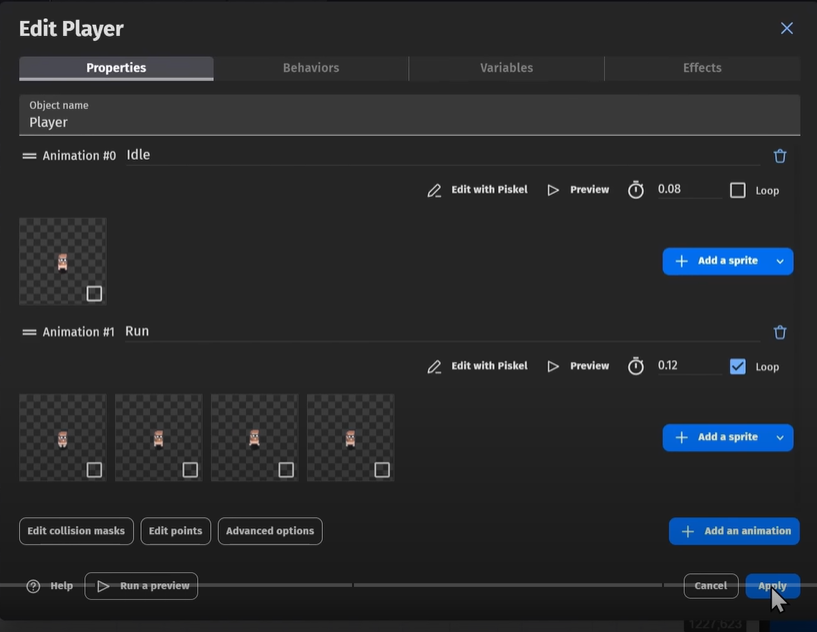 Edit Player
Properties Behaviors Variables Effects
Object name
Player
Animation #0 Idle
Edit with Piskel Preview 0.08 Loop
Add a sprite
Animation #1 Run
Edit with Piskel Preview 0.12 Loop
Add a sprite
Edit collision masks Edit points Advanced options Add an animation
Help Run a preview Cancel Apply
1227;623